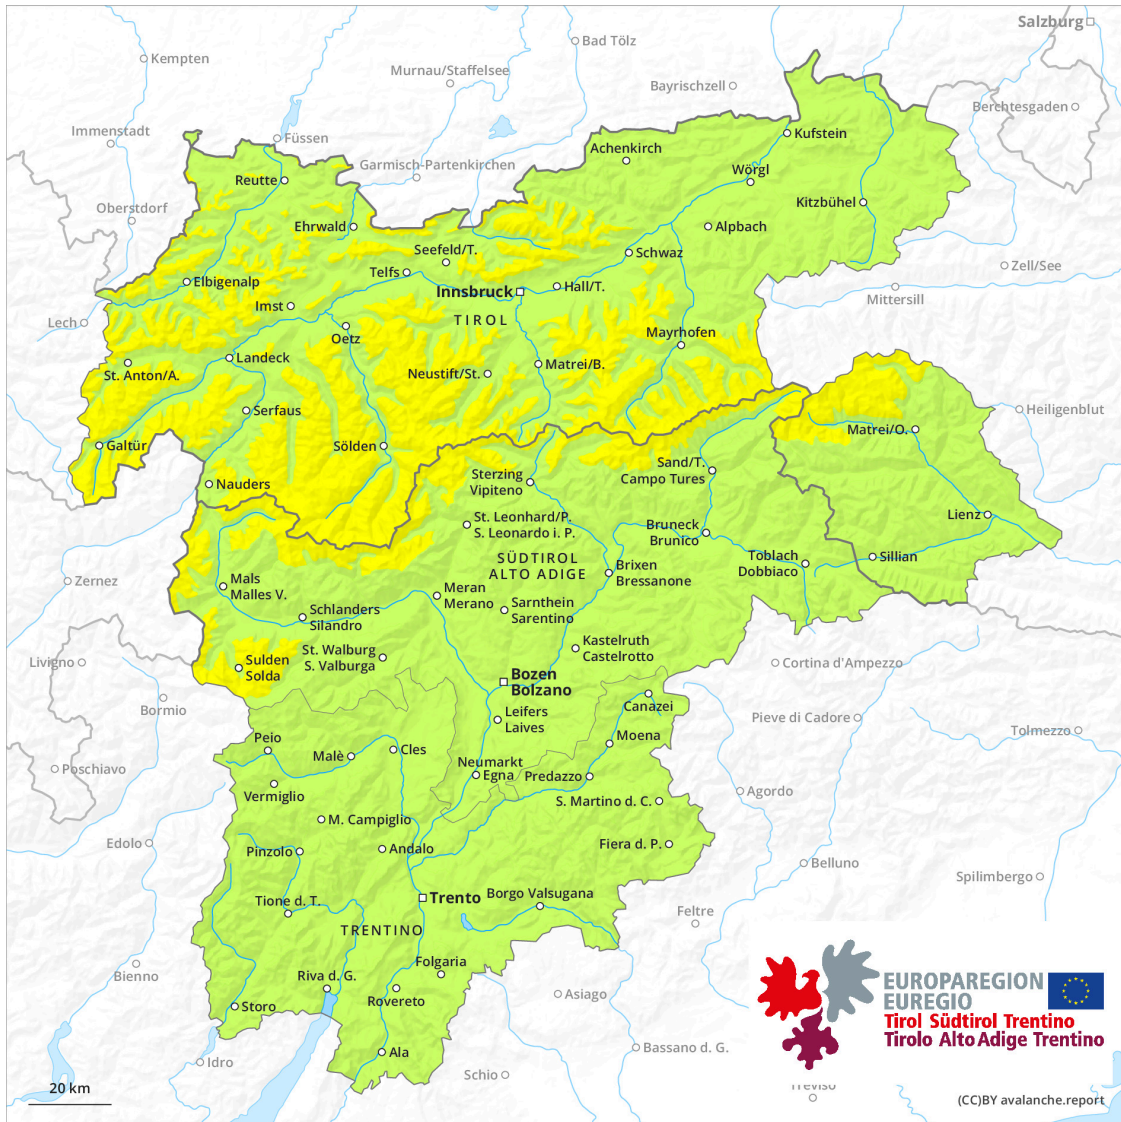 Salzburg
Bad Tölz
Kempten
Murnau/Staffelsee
Bayrischzell
Berchtesgaden
Immenstadt
Füssen
Kufstein
Achenkirch
Garmisch-Partenkirchen
Wörgl
Reutte
Oberstdorf
Kitzbühel
Ehrwald
Alpbach
Seefeld/T.
Schwaz
Telfs
Zell/See
Elbigenalp
Hall/T.
Innsbruck
Mittersill
Imst
TIROL
Lech
Oetz
Mayrhofen
Landeck
Matrei/B.
St. Anton/A.
Neustift/St.
Serfaus
Heiligenblut
Matrei/O.
Galtür
Sölden
Sand/T.
Campo Tures
Sterzing
Vipiteno
Nauders
Lienz
St. Leonhard/P.
S. Leonardo i. P.
Bruneck
Brunico
SÜDTIROL
ALTO ADIGE
Toblach
Dobbiaco
Sillian
Brixen
Bressanone
Zernez
Mals
Malles V.
Meran
Merano
Schlanders
Silandro
Sarnthein
Sarentino
Kastelruth
Castelrotto
St. Walburg
S. Valburga
Livigno
Sulden
Solda
Cortina d'Ampezzo
Bozen
Bolzano
Bormio
Canazei
Leifers
Laives
Pieve di Cadore
Tolmezzo
Peio
Moena
Malè
Cles
Neumarkt
Egna
Predazzo
Poschiavo
Vermiglio
Agordo
S. Martino d. C.
M. Campiglio
Edolo
Pinzolo
Andalo
Fiera d. P.
Belluno
Spilimbergo
Tione d. T.
Trento
Borgo Valsugana
Feltre
TRENTINO
Folgaria
Bienno
Riva d. G.
Rovereto
Asiago
Storo
EUROPAREGION
EUREGIO
Tirol Südtirol Trentino
Tirolo Alto Adige Trentino
Ala
Idro
Bassano d. G.
Schio
Treviso
20 km
(CC)BY avalanche.report